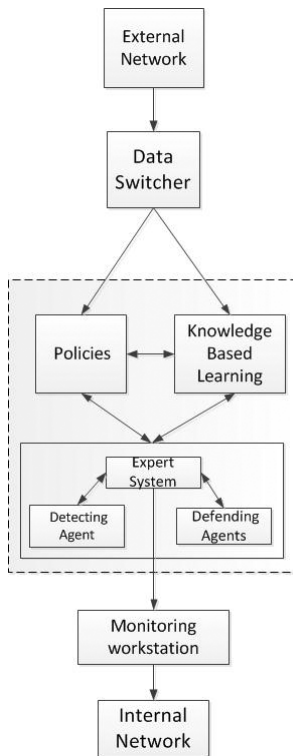 External
Network
Data
Switcher
Policies
Knowledge
Based
Learning
Expert
System
Detecting
Agent
Defending
Agents
Monitoring
workstation
Internal
Network